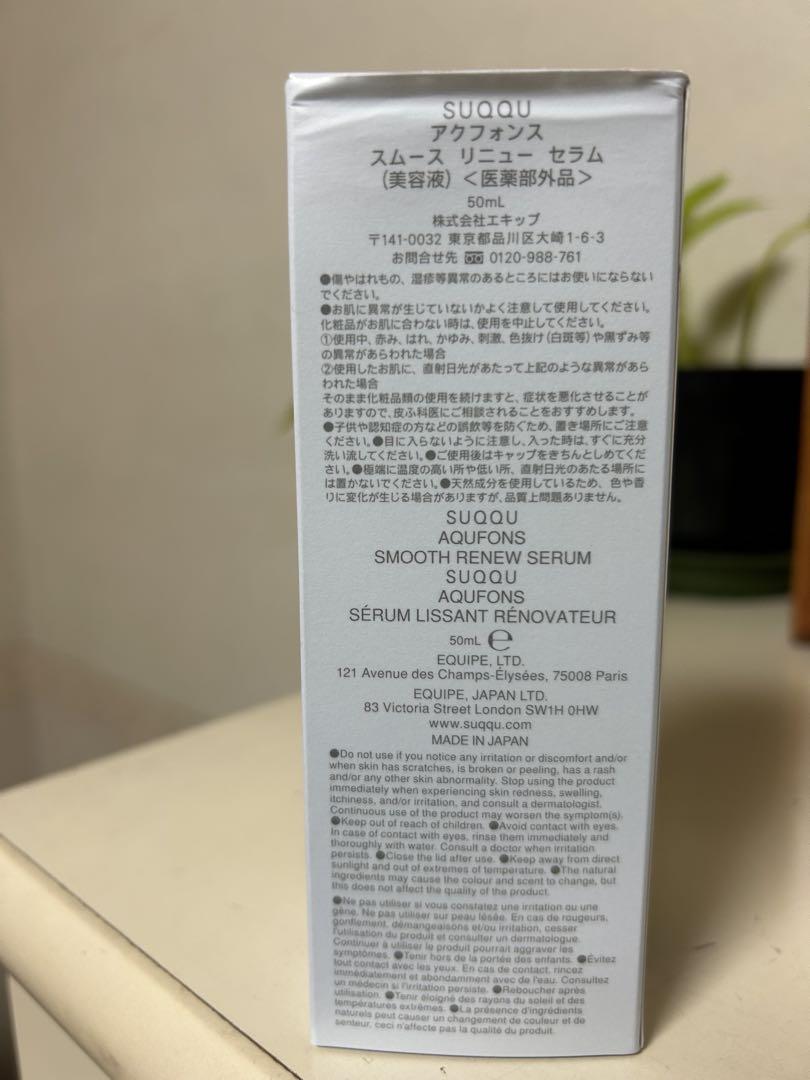 SUQQU
アクフォンス
スムース リニュー セラム
(美容液) <医薬部外品>
50mL
株式会社エキップ
〒141-0032 東京都品川区大崎1-6-3
お問合せ先 0120-988-761
●傷やはれもの、湿疹等異常のあるところにはお使いにならない
でください。
●お肌に異常が生じていないかよく注意して使用してください。
化粧品がお肌に合わない時は、使用を中止してください。
①使用中、赤み、はれ、かゆみ、刺激、色抜け(白斑等)や黒ずみ等
の異常があらわれた場合
②使用したお肌に、直射日光があたって上記のような異常があら
われた場合
そのまま化粧品類の使用を続けますと、症状を悪化させることが
ありますので、皮ふ科医にご相談されることをおすすめします。
●子供や認知症の方などの誤飲等を防ぐため、置き場所にご注意
ください。●目に入らないように注意し、入った時は、すぐに充分
洗い流してください。●ご使用後はキャップをきちんとしめてくだ
さい。●極端に温度の高い所や低い所、直射日光のあたる場所に
は置かないでください。●天然成分を使用しているため、色や香
りに変化が生じる場合がありますが、品質上問題ありません。
SUQQU
AQUFONS
SMOOTH RENEW SERUM
SUQQU
AQUFONS
SÉRUM LISSANT RÉNOVATEUR
50mL ℮
EQUIPE, LTD.
121 Avenue des Champs-Élysées, 75008 Paris
EQUIPE, JAPAN LTD.
83 Victoria Street London SW1H 0HW
www.suqqu.com
MADE IN JAPAN
●Do not use if you notice any irritation or discomfort and/or
when skin has scratches, is broken or peeling, has a rash
and/or any other skin abnormality. Stop using the product
immediately when experiencing skin redness, swelling,
itchiness, and/or irritation, and consult a dermatologist.
Continuous use of the product may worsen the symptom(s).
●Keep out of reach of children. ●Avoid contact with eyes.
In case of contact with eyes, rinse them immediately and
thoroughly with water. Consult a doctor when irritation
persists. ●Close the lid after use. ●Keep away from direct
sunlight and out of extremes of temperature. ●The natural
ingredients may cause the colour and scent to change, but
this does not affect the quality of the product.
●Ne pas utiliser si vous constatez une irritation ou une
gêne. Ne pas utiliser sur peau lésée. En cas de rougeurs,
gonflement, démangeaisons et/ou irritation, cesser
l'utilisation du produit et consulter un dermatologue.
Continuer à utiliser le produit pourrait aggraver les
symptômes. ●Tenir hors de la portée des enfants. ●Évitez
tout contact avec les yeux. En cas de contact, rincez
immédiatement et abondamment avec de l'eau. Consultez
un médecin si l'irritation persiste. ●Reboucher après
utilisation. ●Tenir éloigné des rayons du soleil et des
températures extrêmes. ●La présence d'ingrédients
naturels peut causer un changement de couleur et de
senteur, ceci n'affecte pas la qualité du produit.